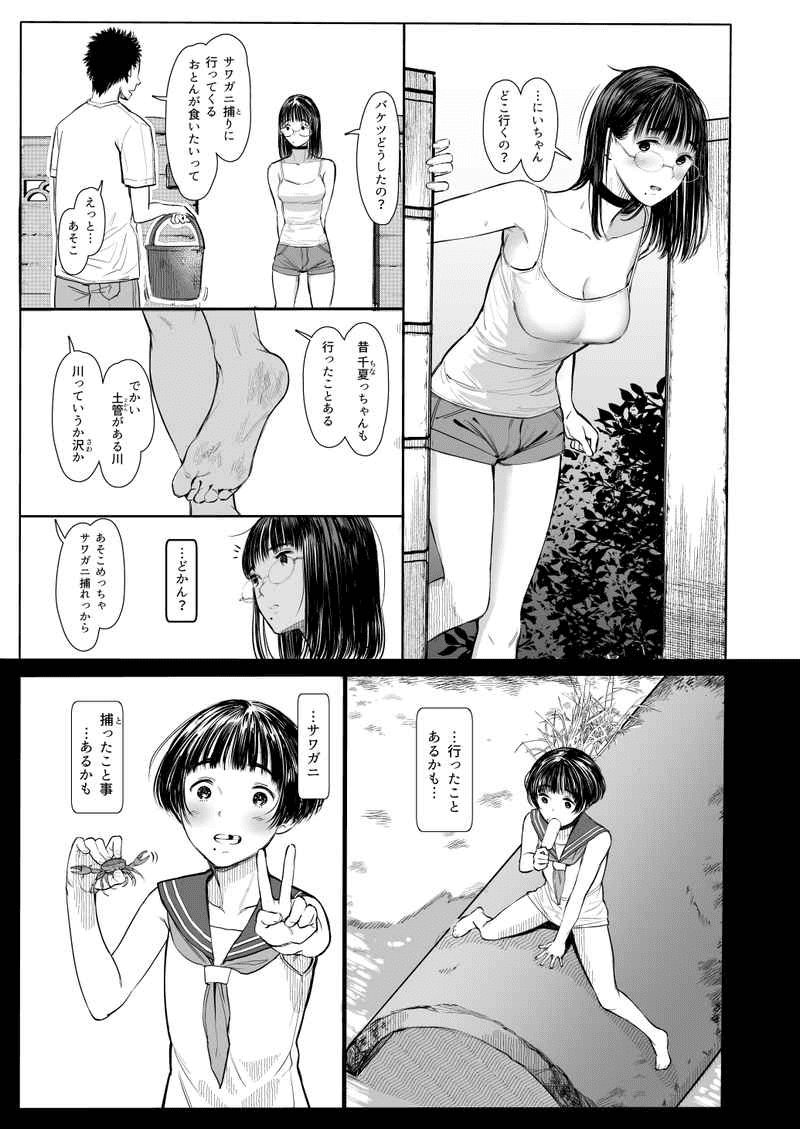 …にいちゃん
どこ行くの？
バケツどうしたの？
サワガニ捕りに
行ってくる
おとんが食いたいって
えっと…
あそこ
昔千夏っちゃんも
行ったことある
でかい
土管がある川
川っていうか沢か
…どかん？
あそこめっちゃ
サワガニ捕れっから
…行ったこと
あるかも…
…サワガニ
捕ったこと事
…あるかも